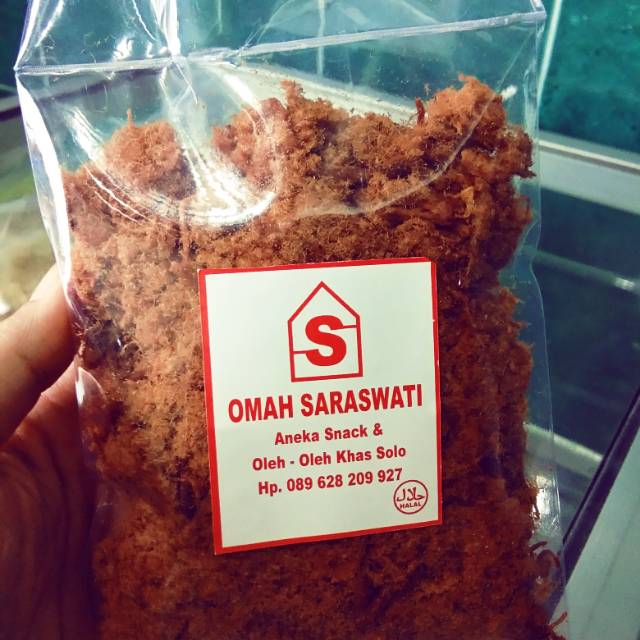 S
OMAH SARASWATI
Aneka Snack &
Oleh - Oleh Khas Solo
Hp. 089 628 209 927
حلال
HALAL